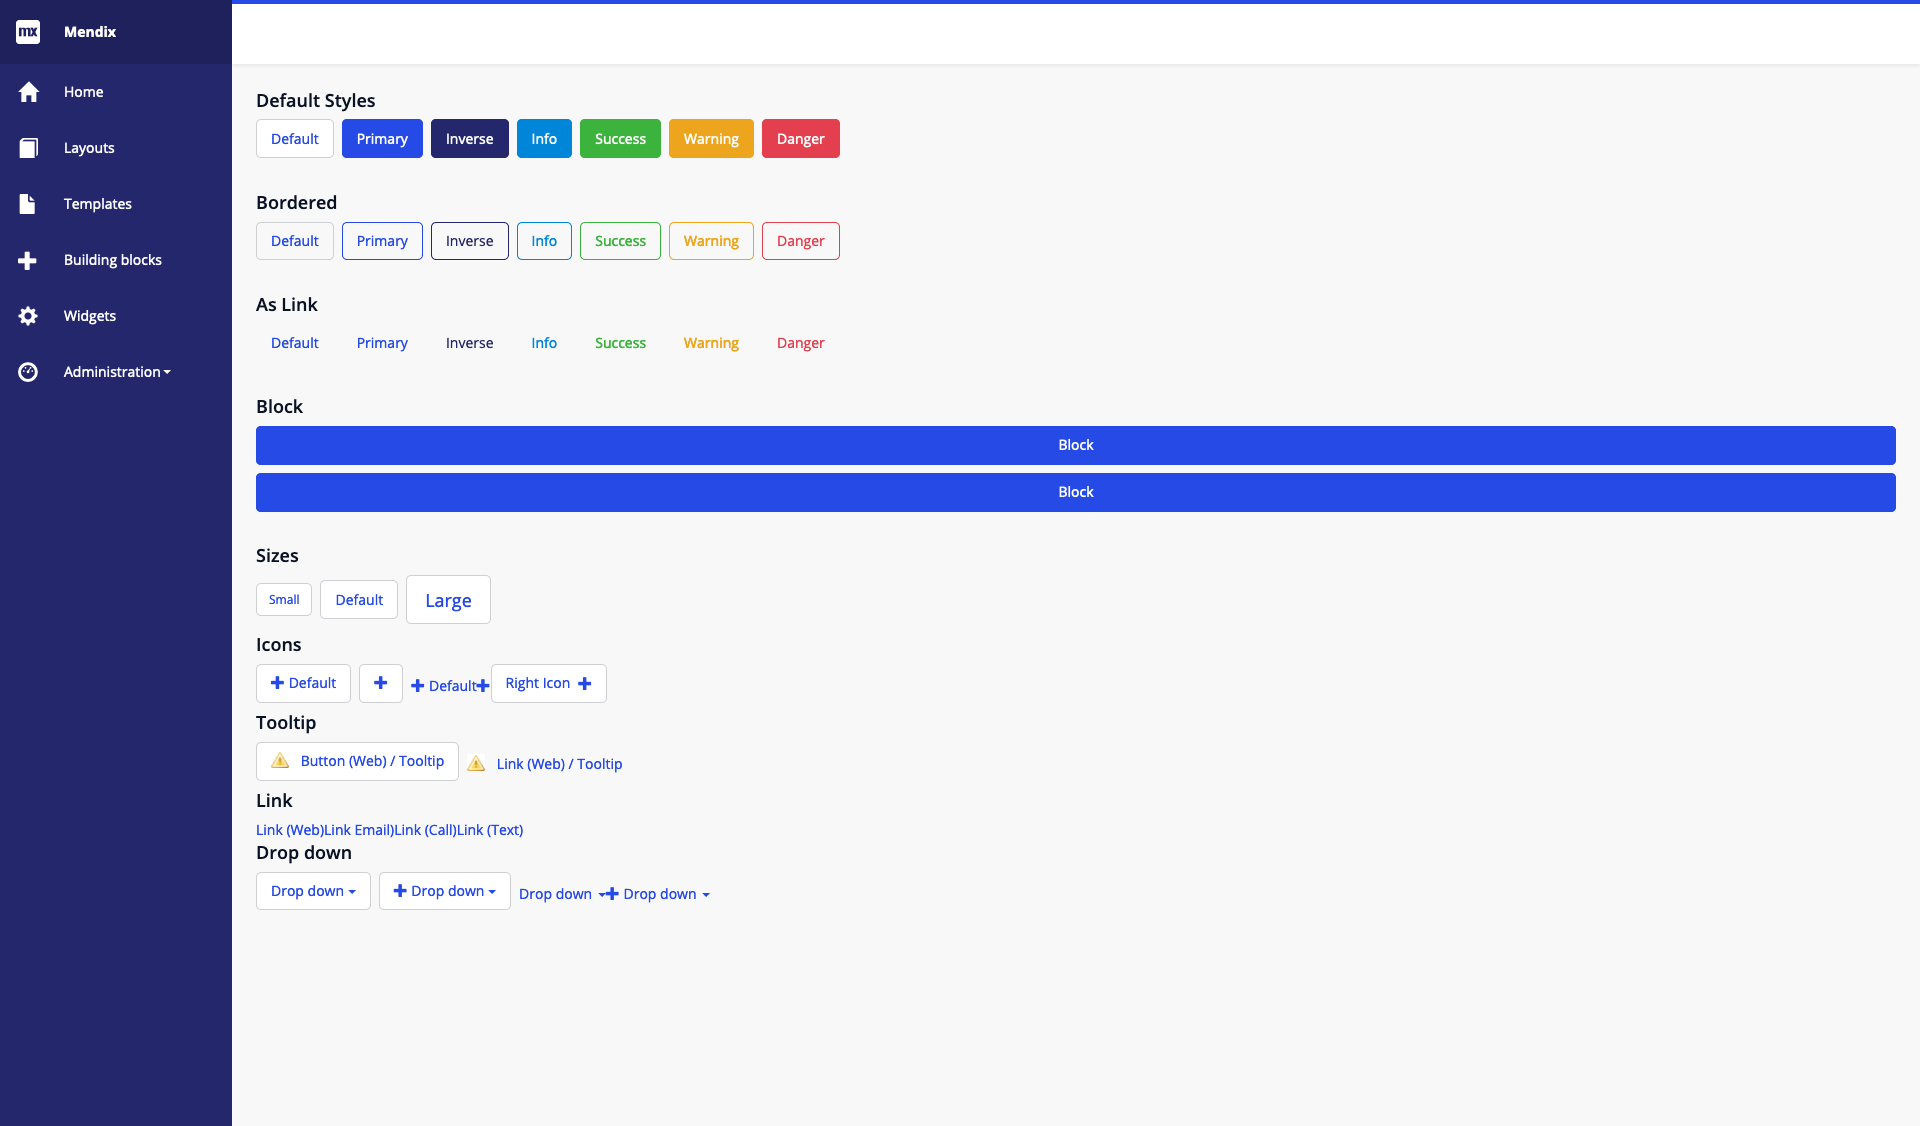 mx Mendix
Home
Layouts
Templates
Building blocks
Widgets
Administration
Default Styles
Default Primary Inverse Info Success Warning Danger
Bordered
Default Primary Inverse Info Success Warning Danger
As Link
Default Primary Inverse Info Success Warning Danger
Block
Block
Block
Sizes
Small Default Large
Icons
Default Default Right Icon
Tooltip
Button (Web) / Tooltip Link (Web) / Tooltip
Link
Link (Web)Link Email)Link (Call)Link (Text)
Drop down
Drop down Drop down Drop down Drop down